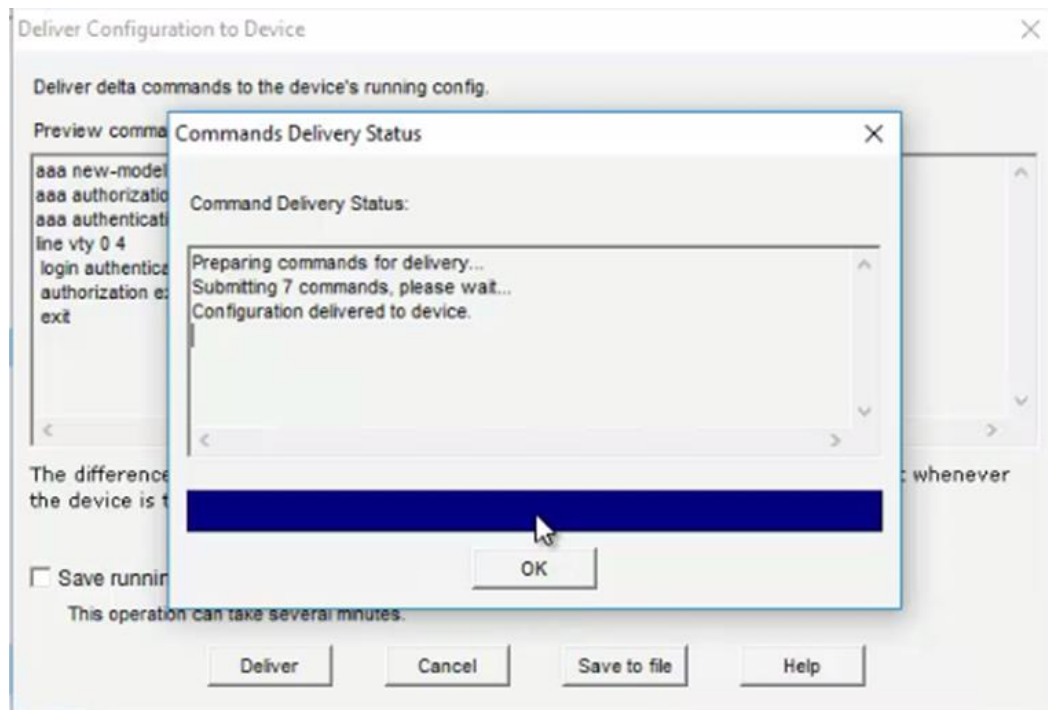 Deliver Configuration to Device
Deliver delta commands to the device's running config.
Preview comma
aaa new-model
aaa authorizatio
aaa authenticati
line vty 0 4
login authentica
authorization e
exit
Commands Delivery Status
Command Delivery Status:
Preparing commands for delivery...
Submitting 7 commands, please wait...
Configuration delivered to device.
OK
The difference
whenever
the device is t
Save runnin
This operation can take several minutes.
Deliver
Cancel
Save to file
Help